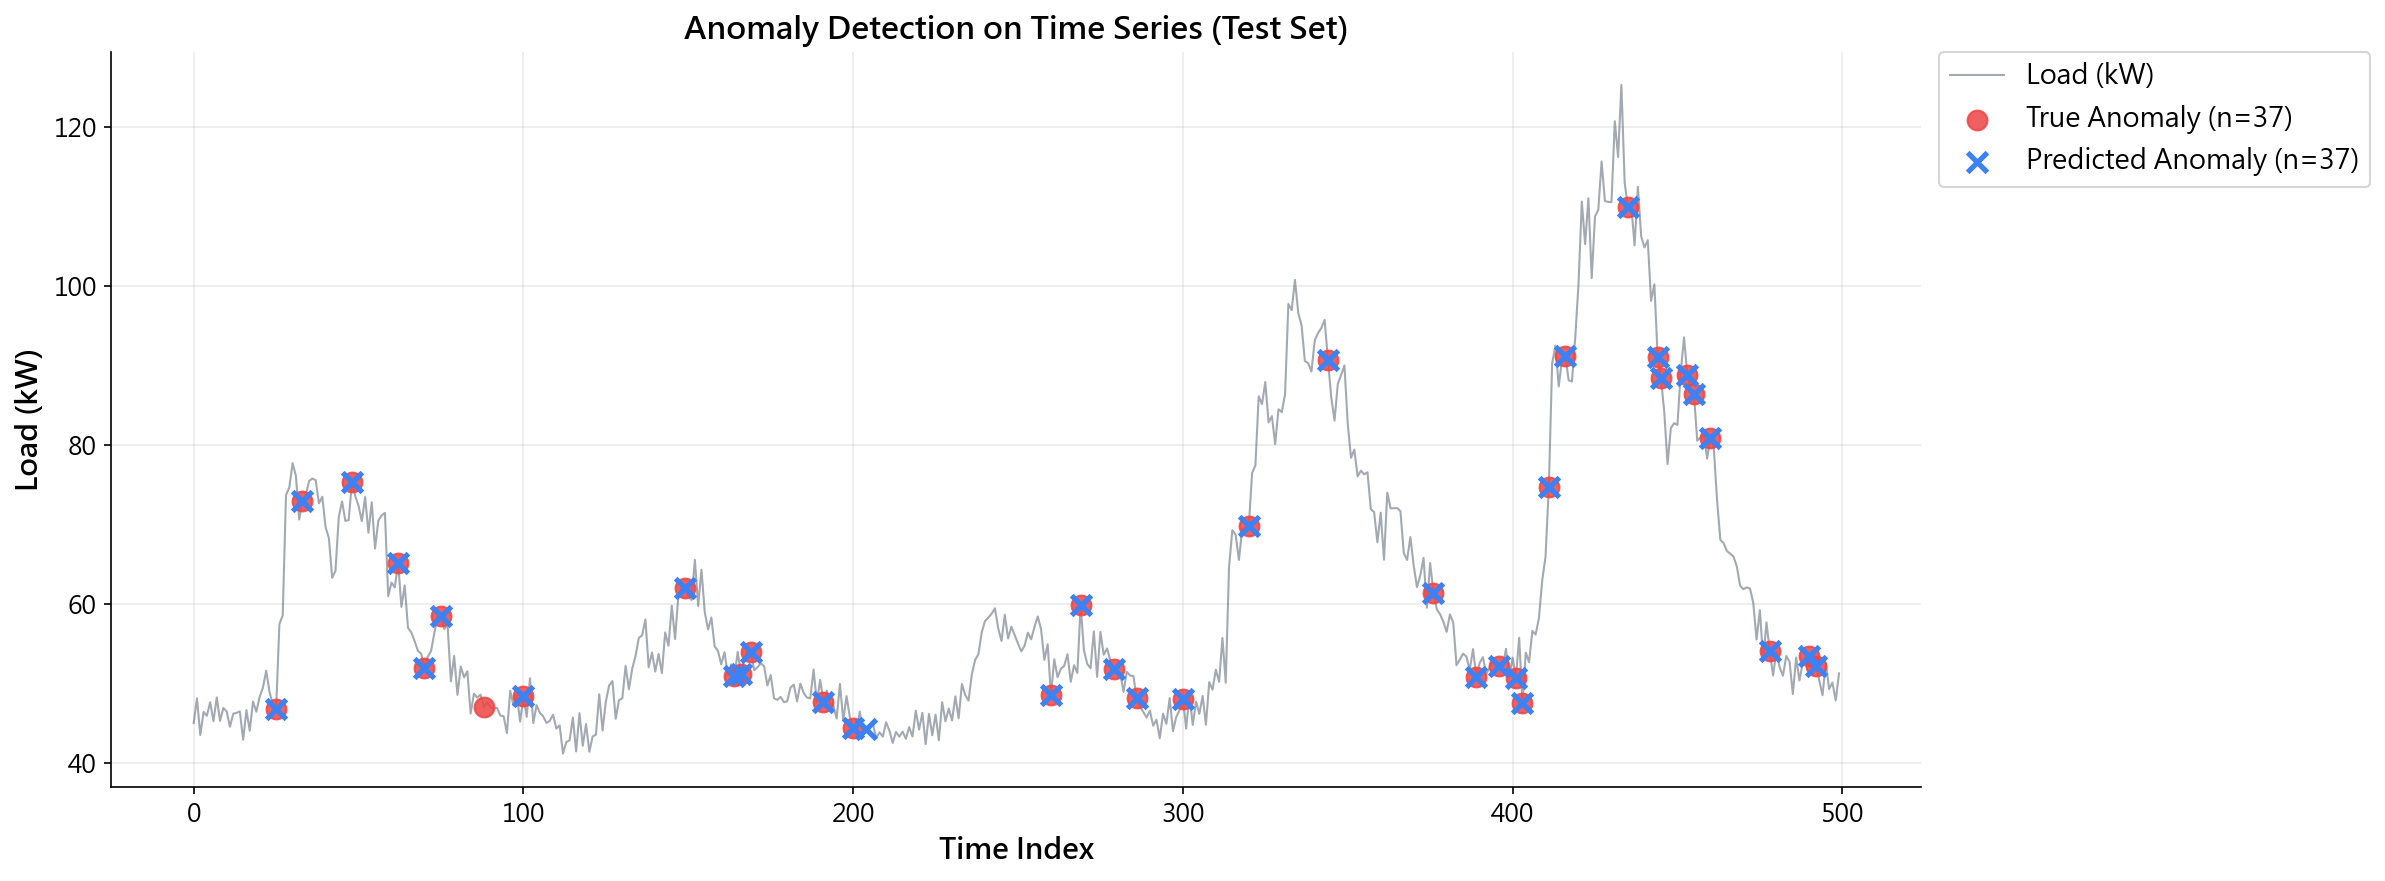 Anomaly Detection on Time Series (Test Set)
Load (kW)
True Anomaly (n=37)
Predicted Anomaly (n=37)
Load (kW)
120
100
80
60
40
0
100
200
300
400
500
Time Index